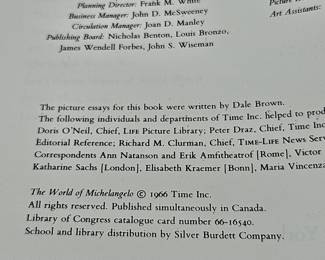 Planning Director: Frank M. White
Business Manager: John D. McSweeney
Circulation Manager: Joan D. Manley
Publishing Board: Nicholas Benton, Louis Bronzo,
James Wendell Forbes, John S. Wiseman
Picture
Art Assistants:
The picture essays for this book were written by Dale Brown.
The following individuals and departments of Time Inc. helped to prod
Doris O'Neil, Chief, LIFE Picture Library; Peter Draz, Chief, Time Inc
Editorial Reference; Richard M. Clurman, Chief, TIME-LIFE News Serv
Correspondents Ann Natanson and Erik Amfitheatrof [Rome], Victor
Katharine Sachs [London], Elisabeth Kraemer [Bonn], Maria Vincenza
The World of Michelangelo © 1966 Time Inc.
All rights reserved. Published simultaneously in Canada.
Library of Congress catalogue card number 66-16540.
School and library distribution by Silver Burdett Company.